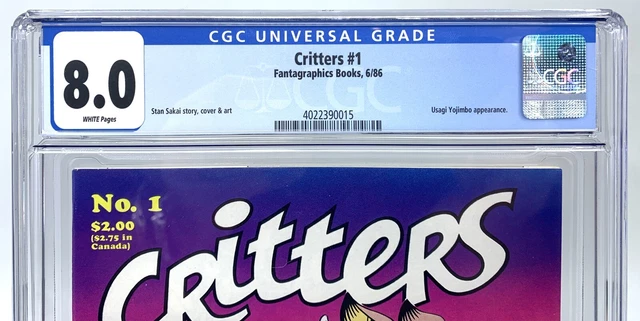 CGC UNIVERSAL GRADE
8.0
WHITE Pages
Critters #1
Fantagraphics Books, 6/86
Stan Sakai story, cover & art
Usagi Yojimbo appearance.
4022390015
CGC
CGC
No. 1
$2.00
($2.75 in
Canada)
CRITTERS